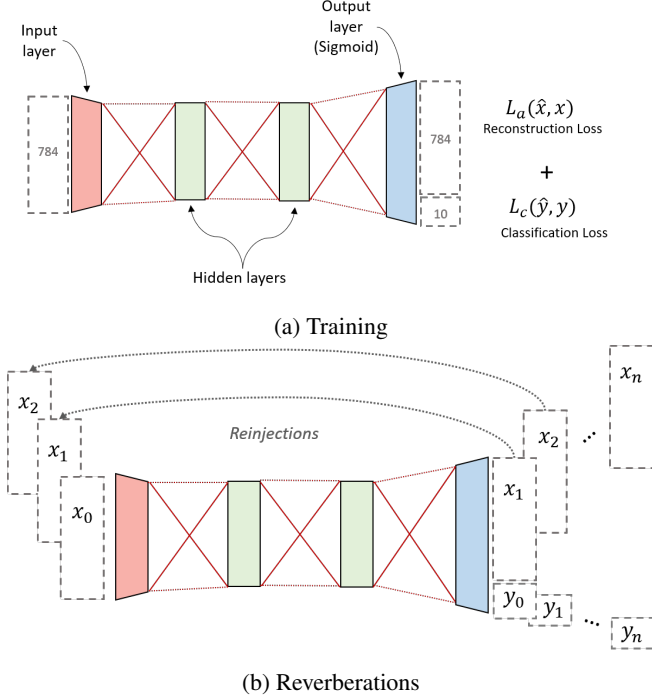 Input
layer
Output
layer
(Sigmoid)
784
784
10
L_a(x̂, x)
Reconstruction Loss
+
L_c(ŷ, y)
Classification Loss
Hidden layers
(a) Training
x_2
x_1
x_0
Reinjections
x_1
x_2
...
x_n
y_0
y_1
...
y_n
(b) Reverberations